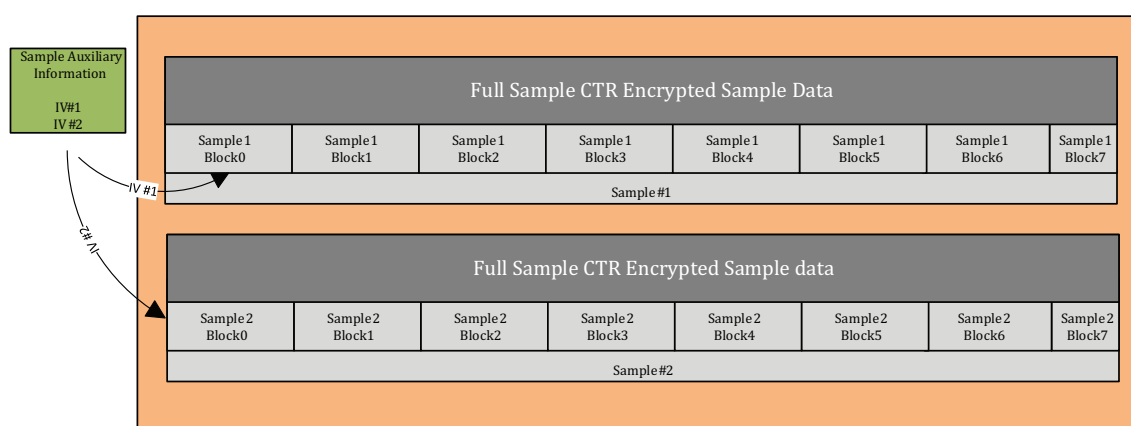 Sample Auxiliary
Information
IV#1
IV #2
Full Sample CTR Encrypted Sample Data
Sample1 Sample1 Sample1 Sample1 Sample1 Sample1 Sample1 Sample1
Block0 Block1 Block2 Block3 Block4 Block5 Block6 Block7
IV #1
Sample#1
IV #2
Full Sample CTR Encrypted Sample data
Sample2 Sample2 Sample2 Sample2 Sample2 Sample2 Sample2 Sample2
Block0 Block1 Block2 Block3 Block4 Block5 Block6 Block7
Sample#2